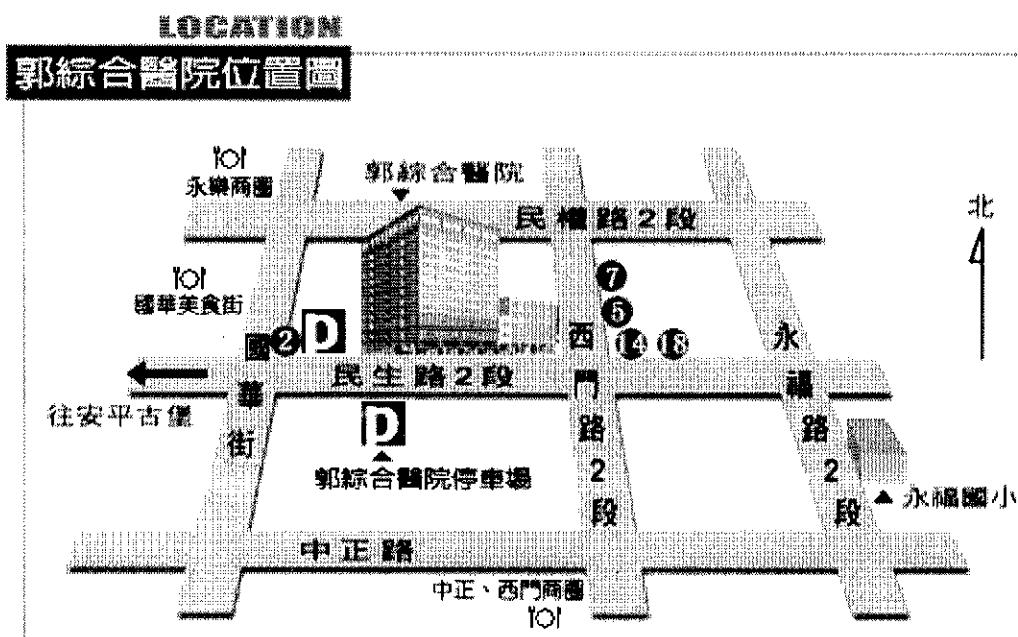 LOCATION
郭綜合醫院位置圖
永樂商圈
郭綜合醫院
北
民權路2段
國華美食街
7
5
14 18
2
P
國華街
西門路2段
永福路2段
民生路2段
往安平古堡
P
郭綜合醫院停車場
永福國小
中正路
中正、西門商圈